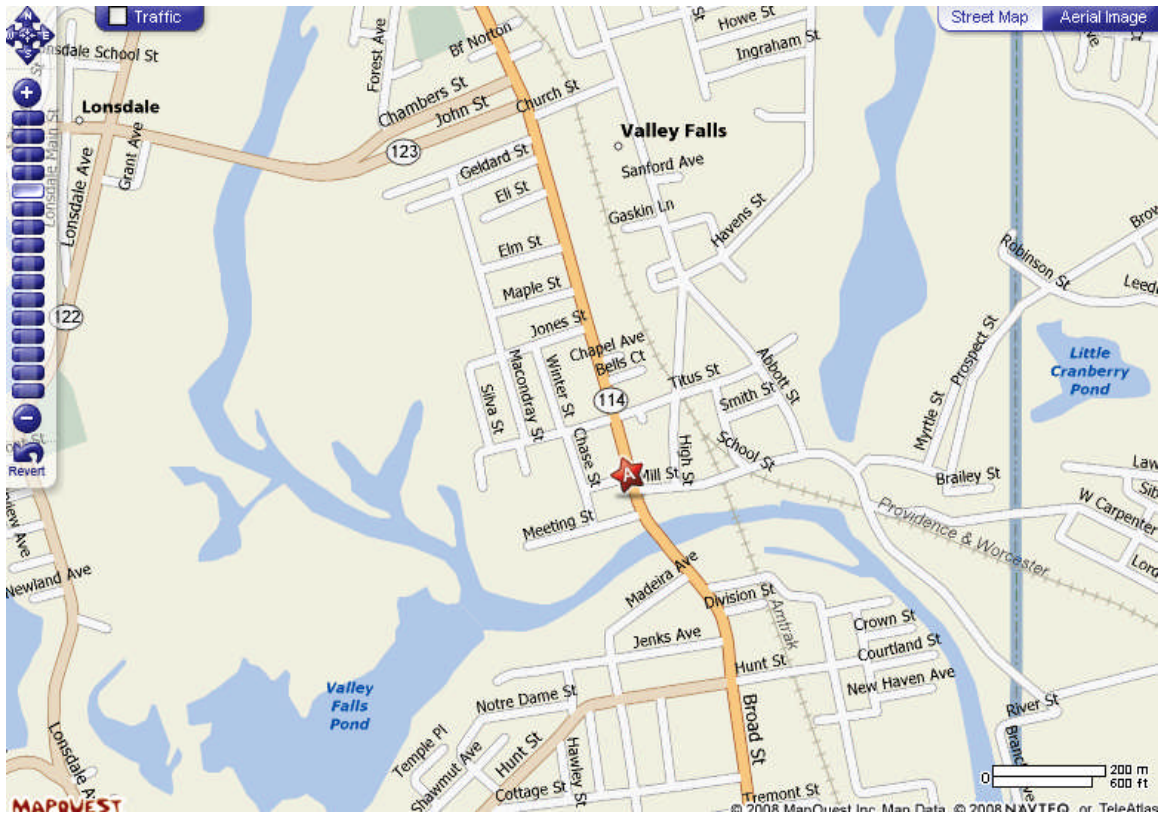 Traffic
Street Map
Aerial Image
N
S
E
Lonsdale
Lonsdale Main St
Lonsdale Ave
Grant Ave
Forest Ave
Bf Norton
Chambers St
John St
Church St
123
Howe St
Ingraham St
Valley Falls
Sanford Ave
Gaskin Ln
Havens St
Geldard St
Eli St
Elm St
Maple St
Jones St
Chapel Ave
Bells Ct
Macondray St
Winter St
Silva St
Chase St
114
122
Titus St
Smith St
Abbott St
School St
High St
Mill St
A
Meeting St
Robinson St
Prospect St
Myrtle St
Brailey St
Little
Cranberry
Pond
W Carpenter
Providence & Worcester
Revert
Newland Ave
Madeira Ave
Division St
Amtrak
Crown St
Courtland St
New Haven Ave
Jenks Ave
Hunt St
Notre Dame St
Broad St
River St
Valley
Falls
Pond
Temple Pl
Shawmut Ave
Hunt St
Hawley St
Cottage St
Tremont St
Lonsdale Av
0
200 m
600 ft
MAPQUEST
© 2008 MapQuest Inc. Map Data © 2008 NAVTEQ or TeleAtlas